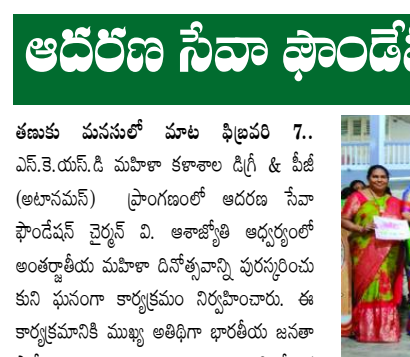 ఆదరణ సేవా ఫౌండే
తణుకు మనసులో మాట ఫిబ్రవరి 7..
ఎస్.కె.యస్.డి మహిళా కళాశాల డిగ్రీ & పీజీ
(అటానమస్) ప్రాంగణంలో ఆదరణ సేవా
ఫౌండేషన్ చైర్మన్ వి. ఆశాజ్యోతి ఆధ్వర్యంలో
అంతర్జాతీయ మహిళా దినోత్సవాన్ని పురస్కరించు
కుని ఘనంగా కార్యక్రమం నిర్వహించారు. ఈ
కార్యక్రమానికి ముఖ్య అతిథిగా భారతీయ జనతా